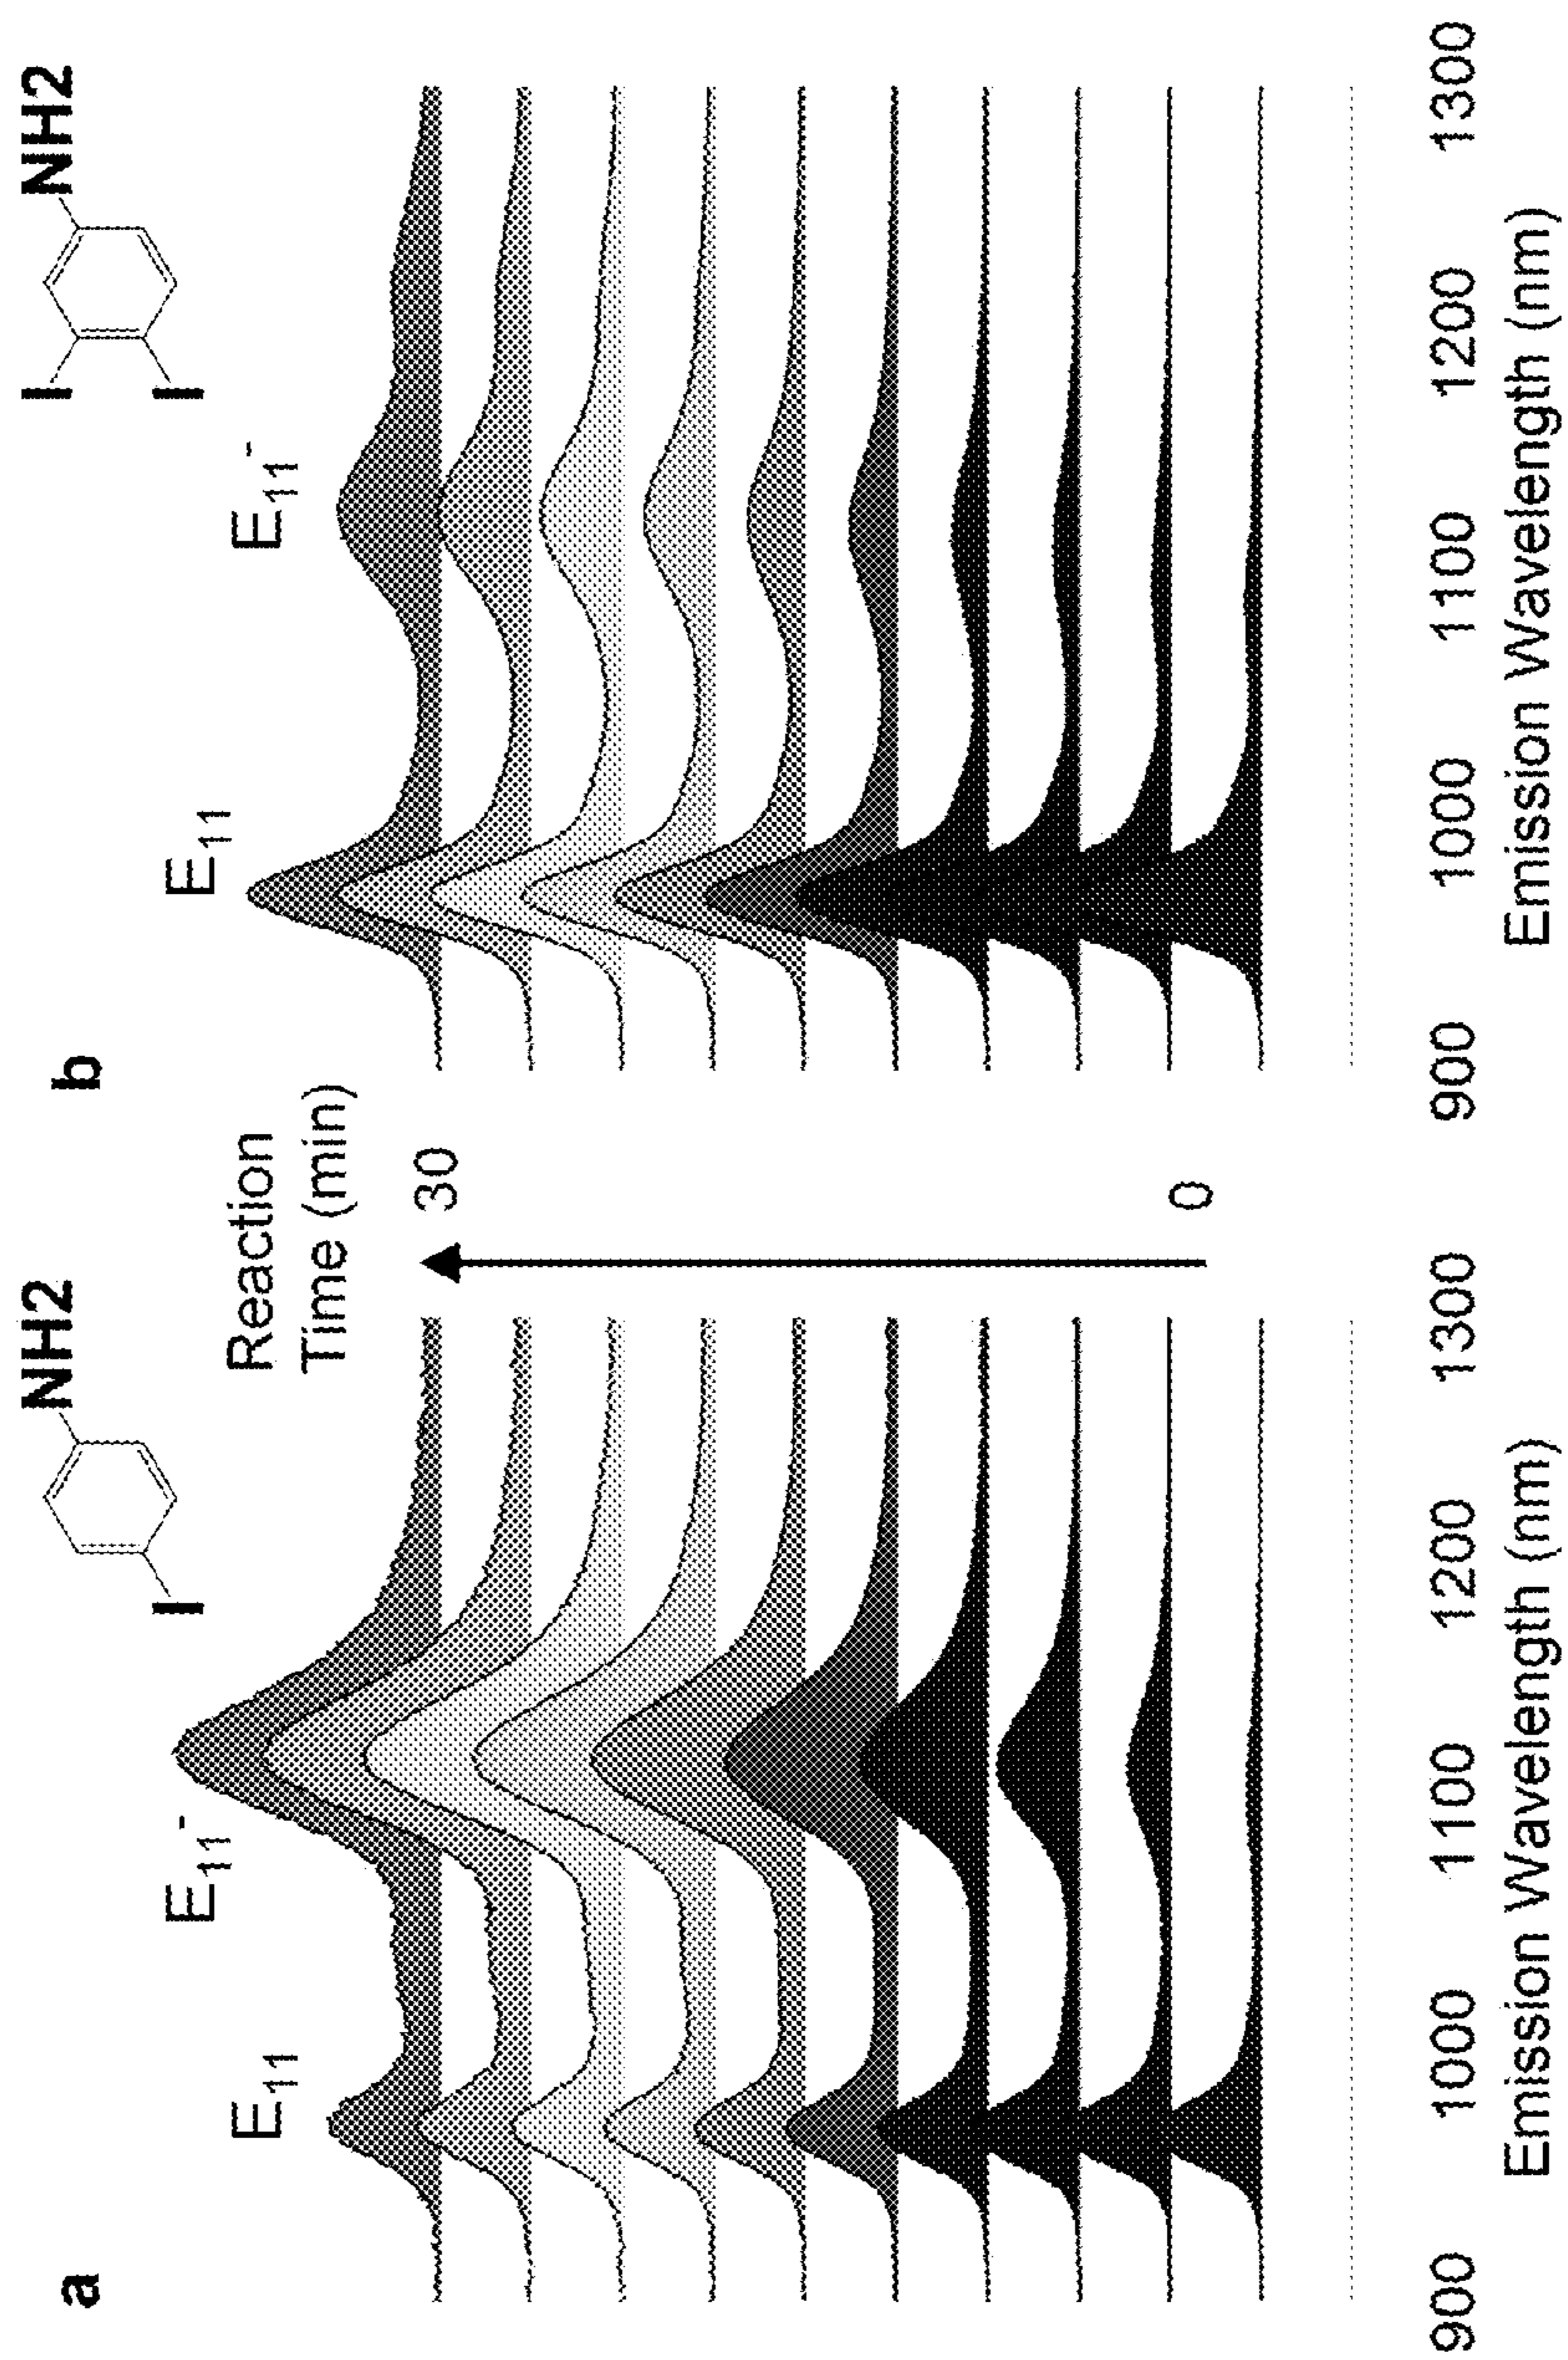 a
I
NH2
E11
E11-
Reaction
Time (min)
30
0
900 1000 1100 1200 1300
Emission Wavelength (nm)
b
I
I
NH2
E11
E11-
900 1000 1100 1200 1300
Emission Wavelength (nm)